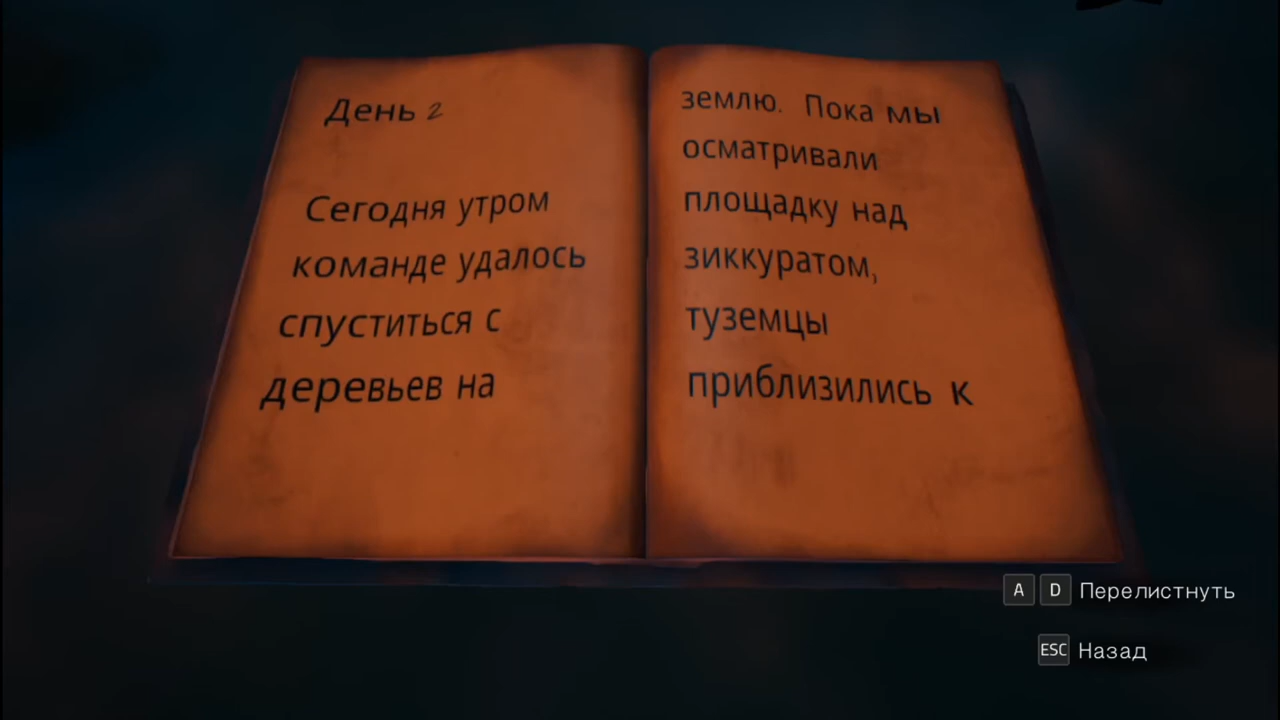 День 2
Сегодня утром
команде удалось
спуститься с
деревьев на
землю. Пока мы
осматривали
площадку над
зиккуратом,
туземцы
приблизились к
A D Перелистнуть
ESC Назад